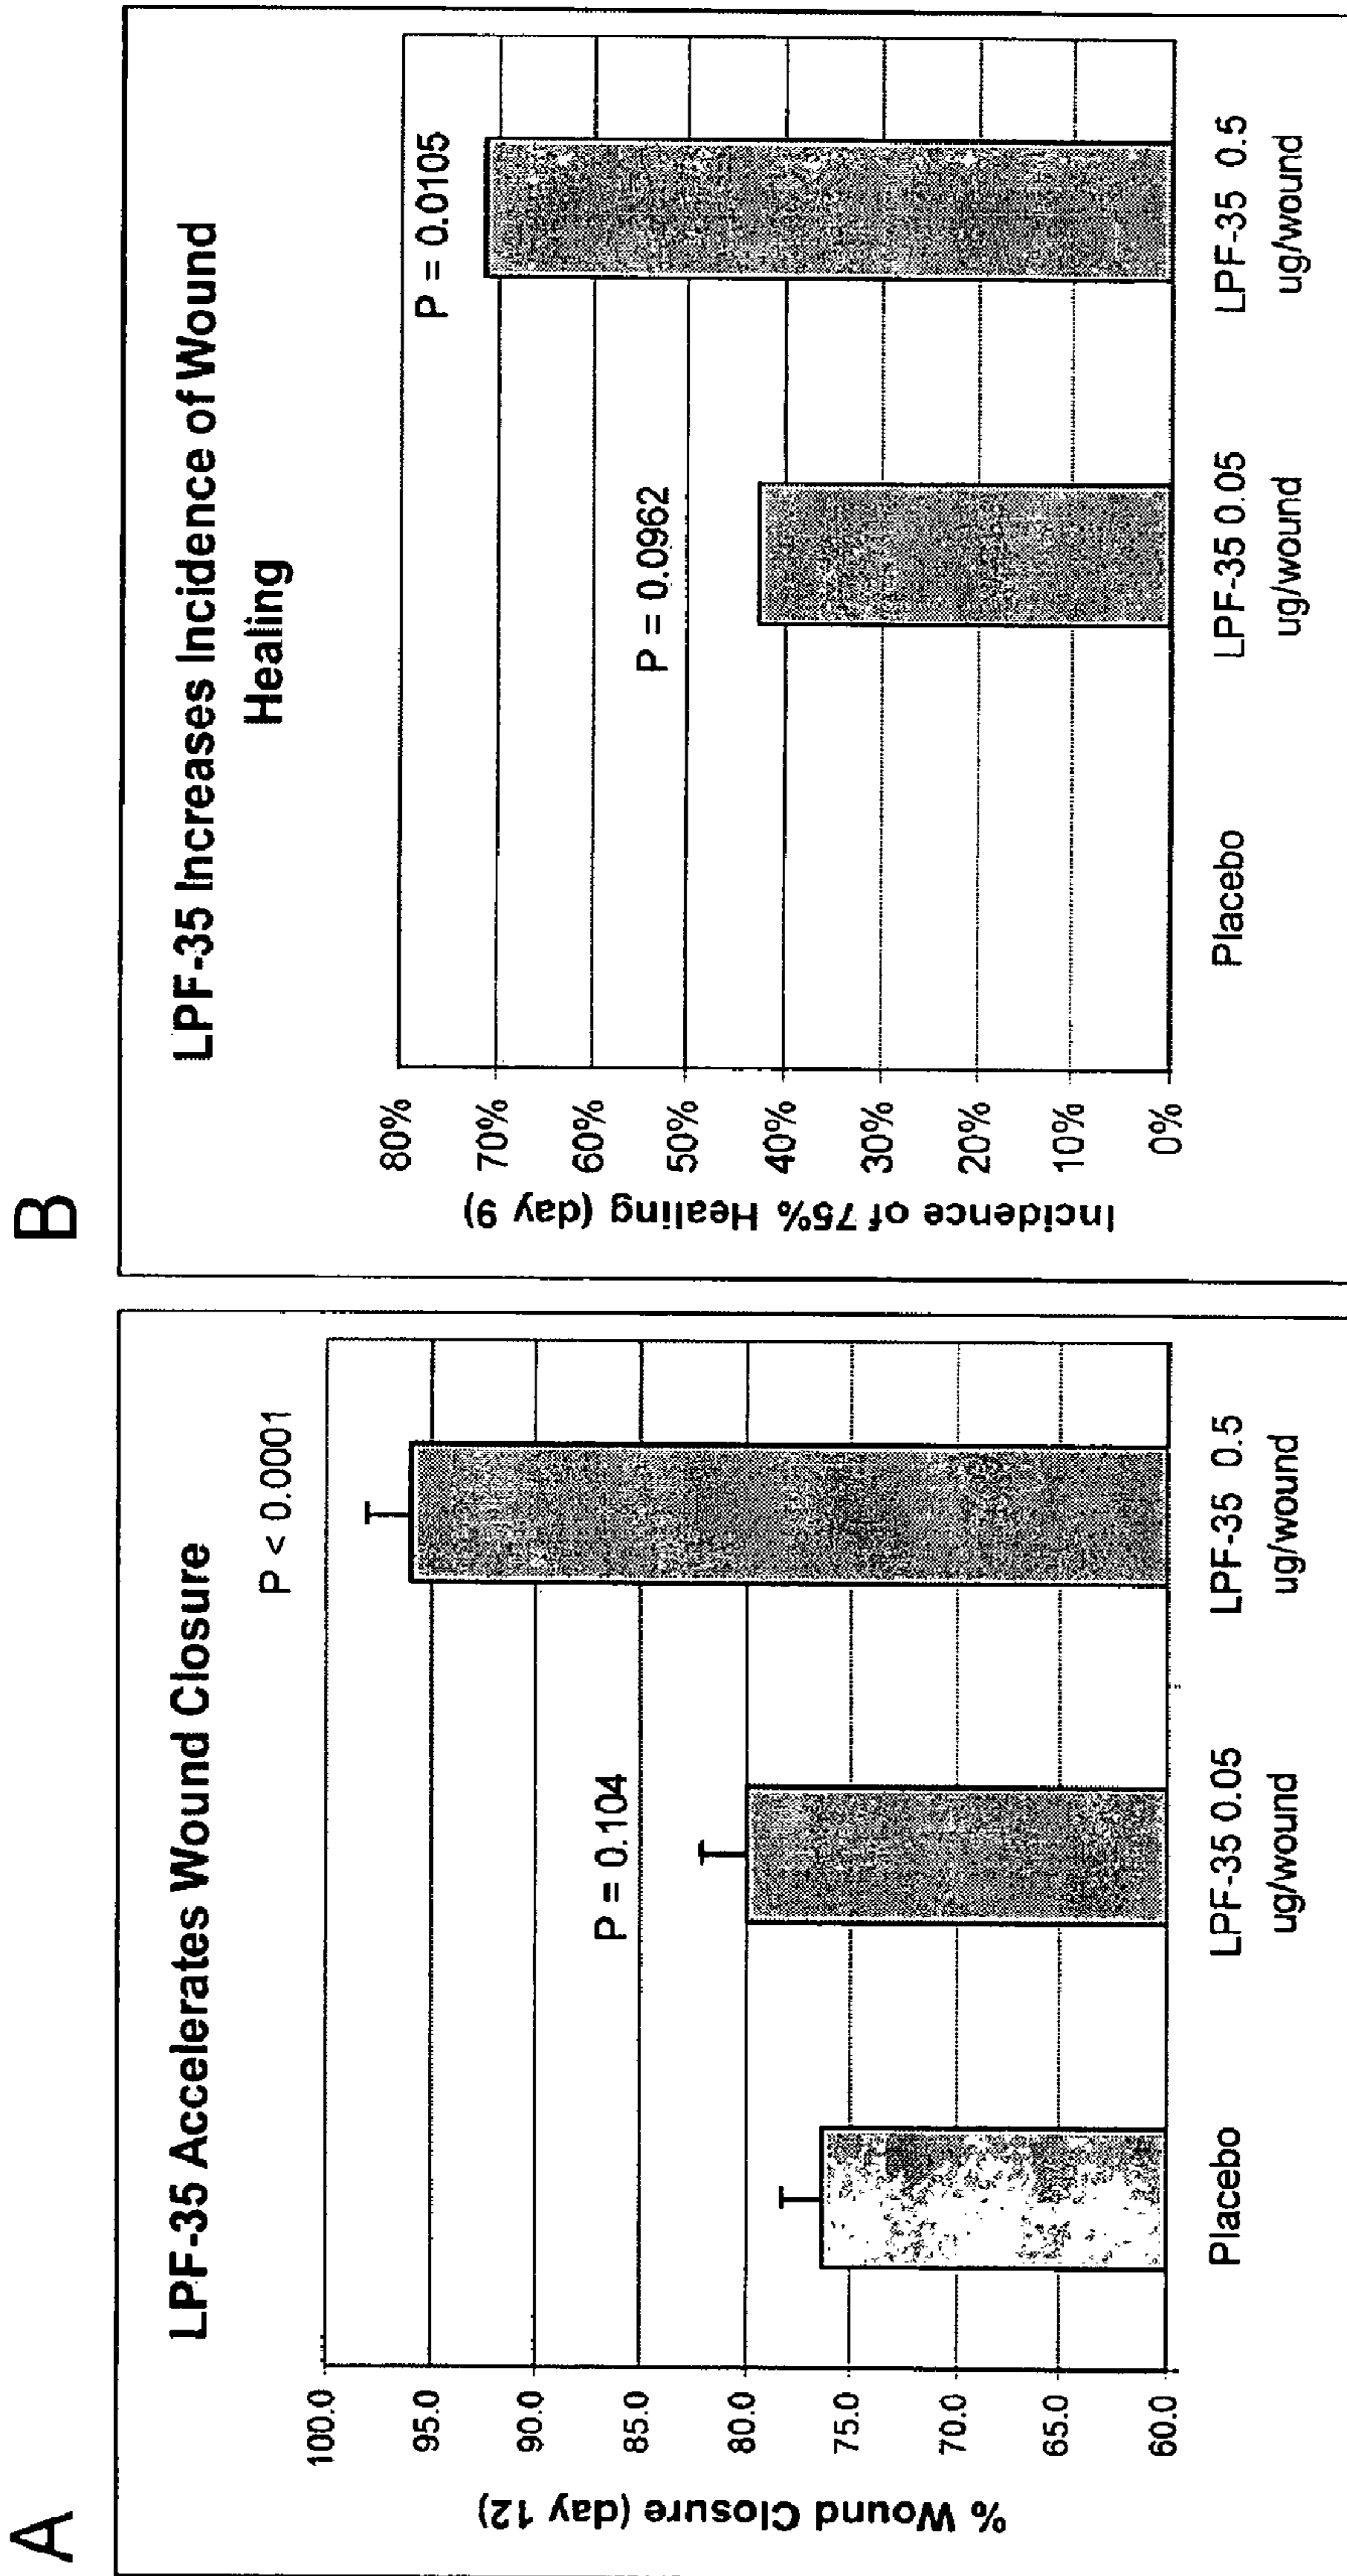 A
LPF-35 Accelerates Wound Closure
% Wound Closure (day 12)
100.0
95.0
90.0
85.0
80.0
75.0
70.0
65.0
60.0
P = 0.104
P < 0.0001
Placebo
LPF-35 0.05
ug/wound
LPF-35 0.5
ug/wound
B
LPF-35 Increases Incidence of Wound
Healing
Incidence of 75% Healing (day 9)
80%
70%
60%
50%
40%
30%
20%
10%
0%
P = 0.0962
P = 0.0105
Placebo
LPF-35 0.05
ug/wound
LPF-35 0.5
ug/wound